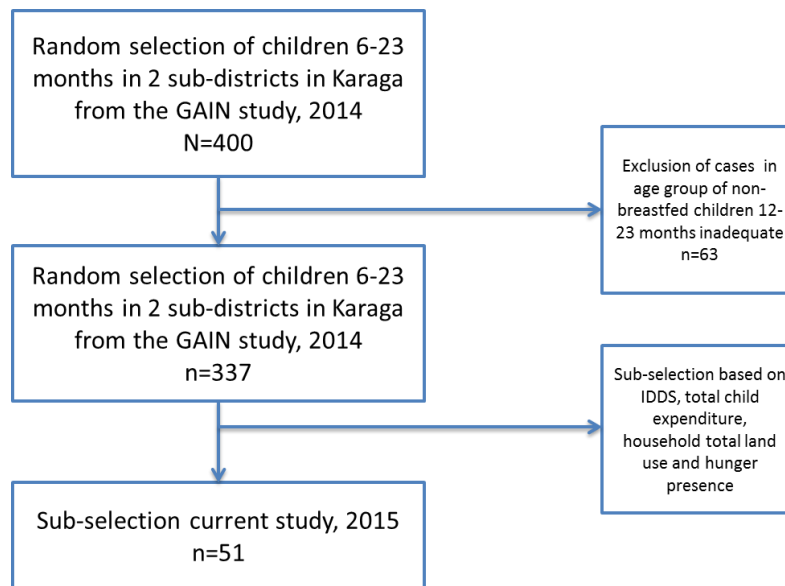 Random selection of children 6-23
months in 2 sub-districts in Karaga
from the GAIN study, 2014
N=400
Exclusion of cases in
age group of non-
breastfed children 12-
23 months inadequate
n=63
Random selection of children 6-23
months in 2 sub-districts in Karaga
from the GAIN study, 2014
n=337
Sub-selection based on
IDDS, total child
expenditure,
household total land
use and hunger
presence
Sub-selection current study, 2015
n=51